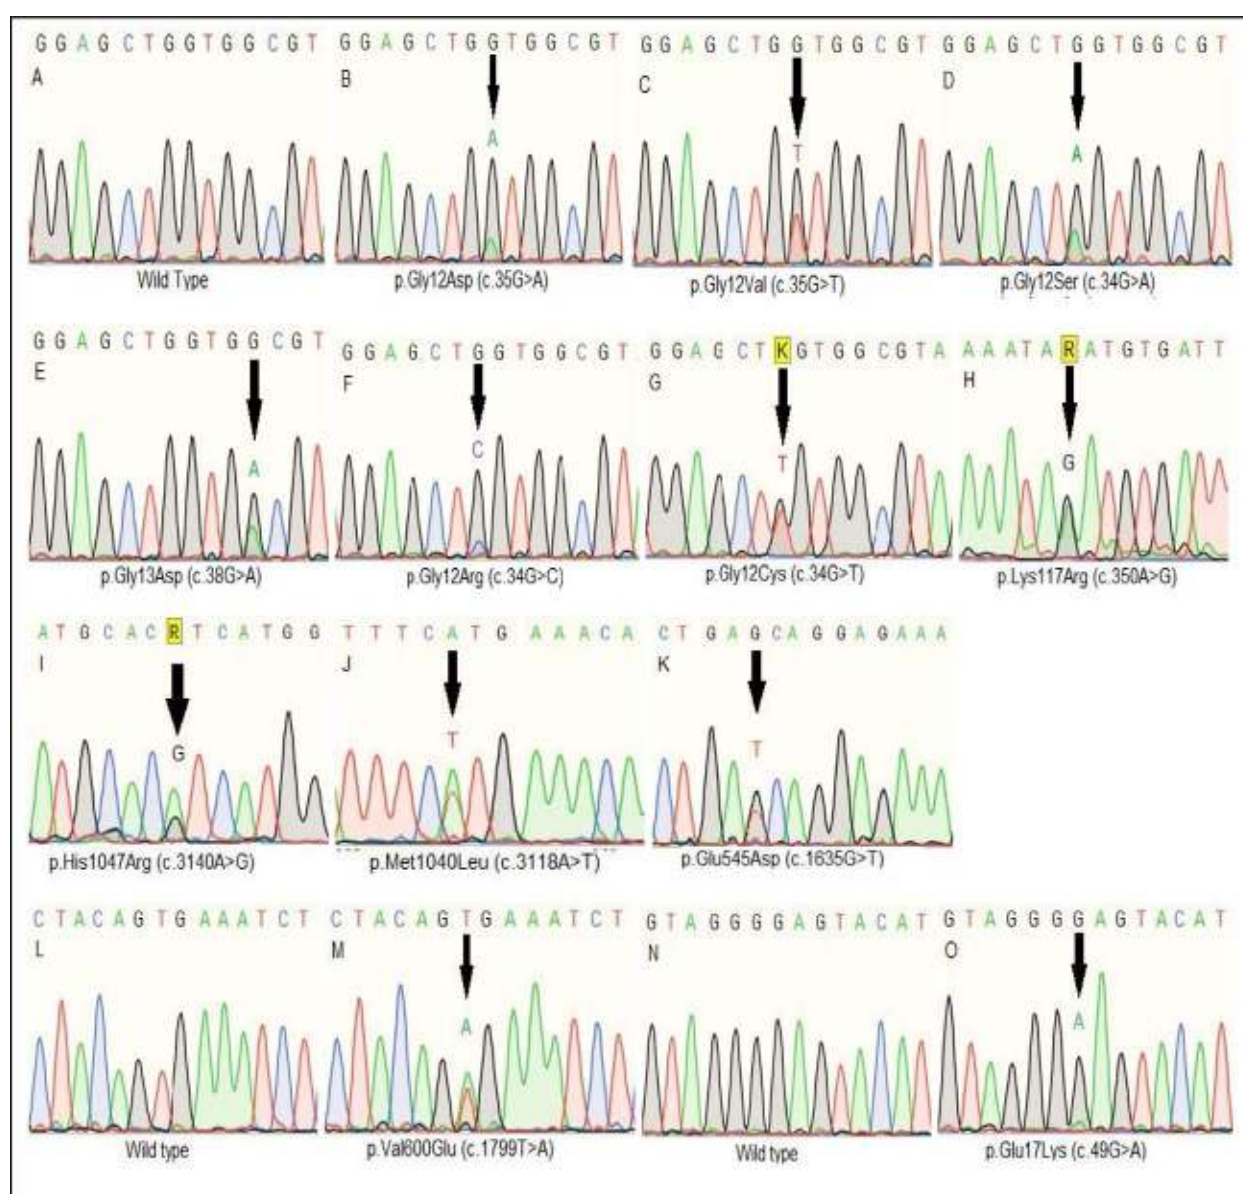 G G A G C T G G T G G C G T
A
Wild Type
G G A G C T G G T G G C G T
B
A
p.Gly12Asp (c.35G>A)
G G A G C T G G T G G C G T
C
T
p.Gly12Val (c.35G>T)
G G A G C T G G T G G C G T
D
A
p.Gly12Ser (c.34G>A)
G G A G C T G G T G G C G T
E
A
p.Gly13Asp (c.38G>A)
G G A G C T G G T G G C G T
F
C
p.Gly12Arg (c.34G>C)
G G A G C T K G T G G C G T A
G
T
p.Gly12Cys (c.34G>T)
A A A T A R A T G T G A T T
H
G
p.Lys117Arg (c.350A>G)
A T G C A C R T C A T G G
I
G
p.His1047Arg (c.3140A>G)
T T T C A T G A A A C A
J
T
p.Met1040Leu (c.3118A>T)
C T G A G C A G G A G A A A
K
T
p.Glu545Asp (c.1635G>T)
C T A C A G T G A A A T C T
L
Wild type
C T A C A G T G A A A T C T
M
A
p.Val600Glu (c.1799T>A)
G T A G G G G A G T A C A T
N
Wild type
G T A G G G G A G T A C A T
O
A
p.Glu17Lys (c.49G>A)